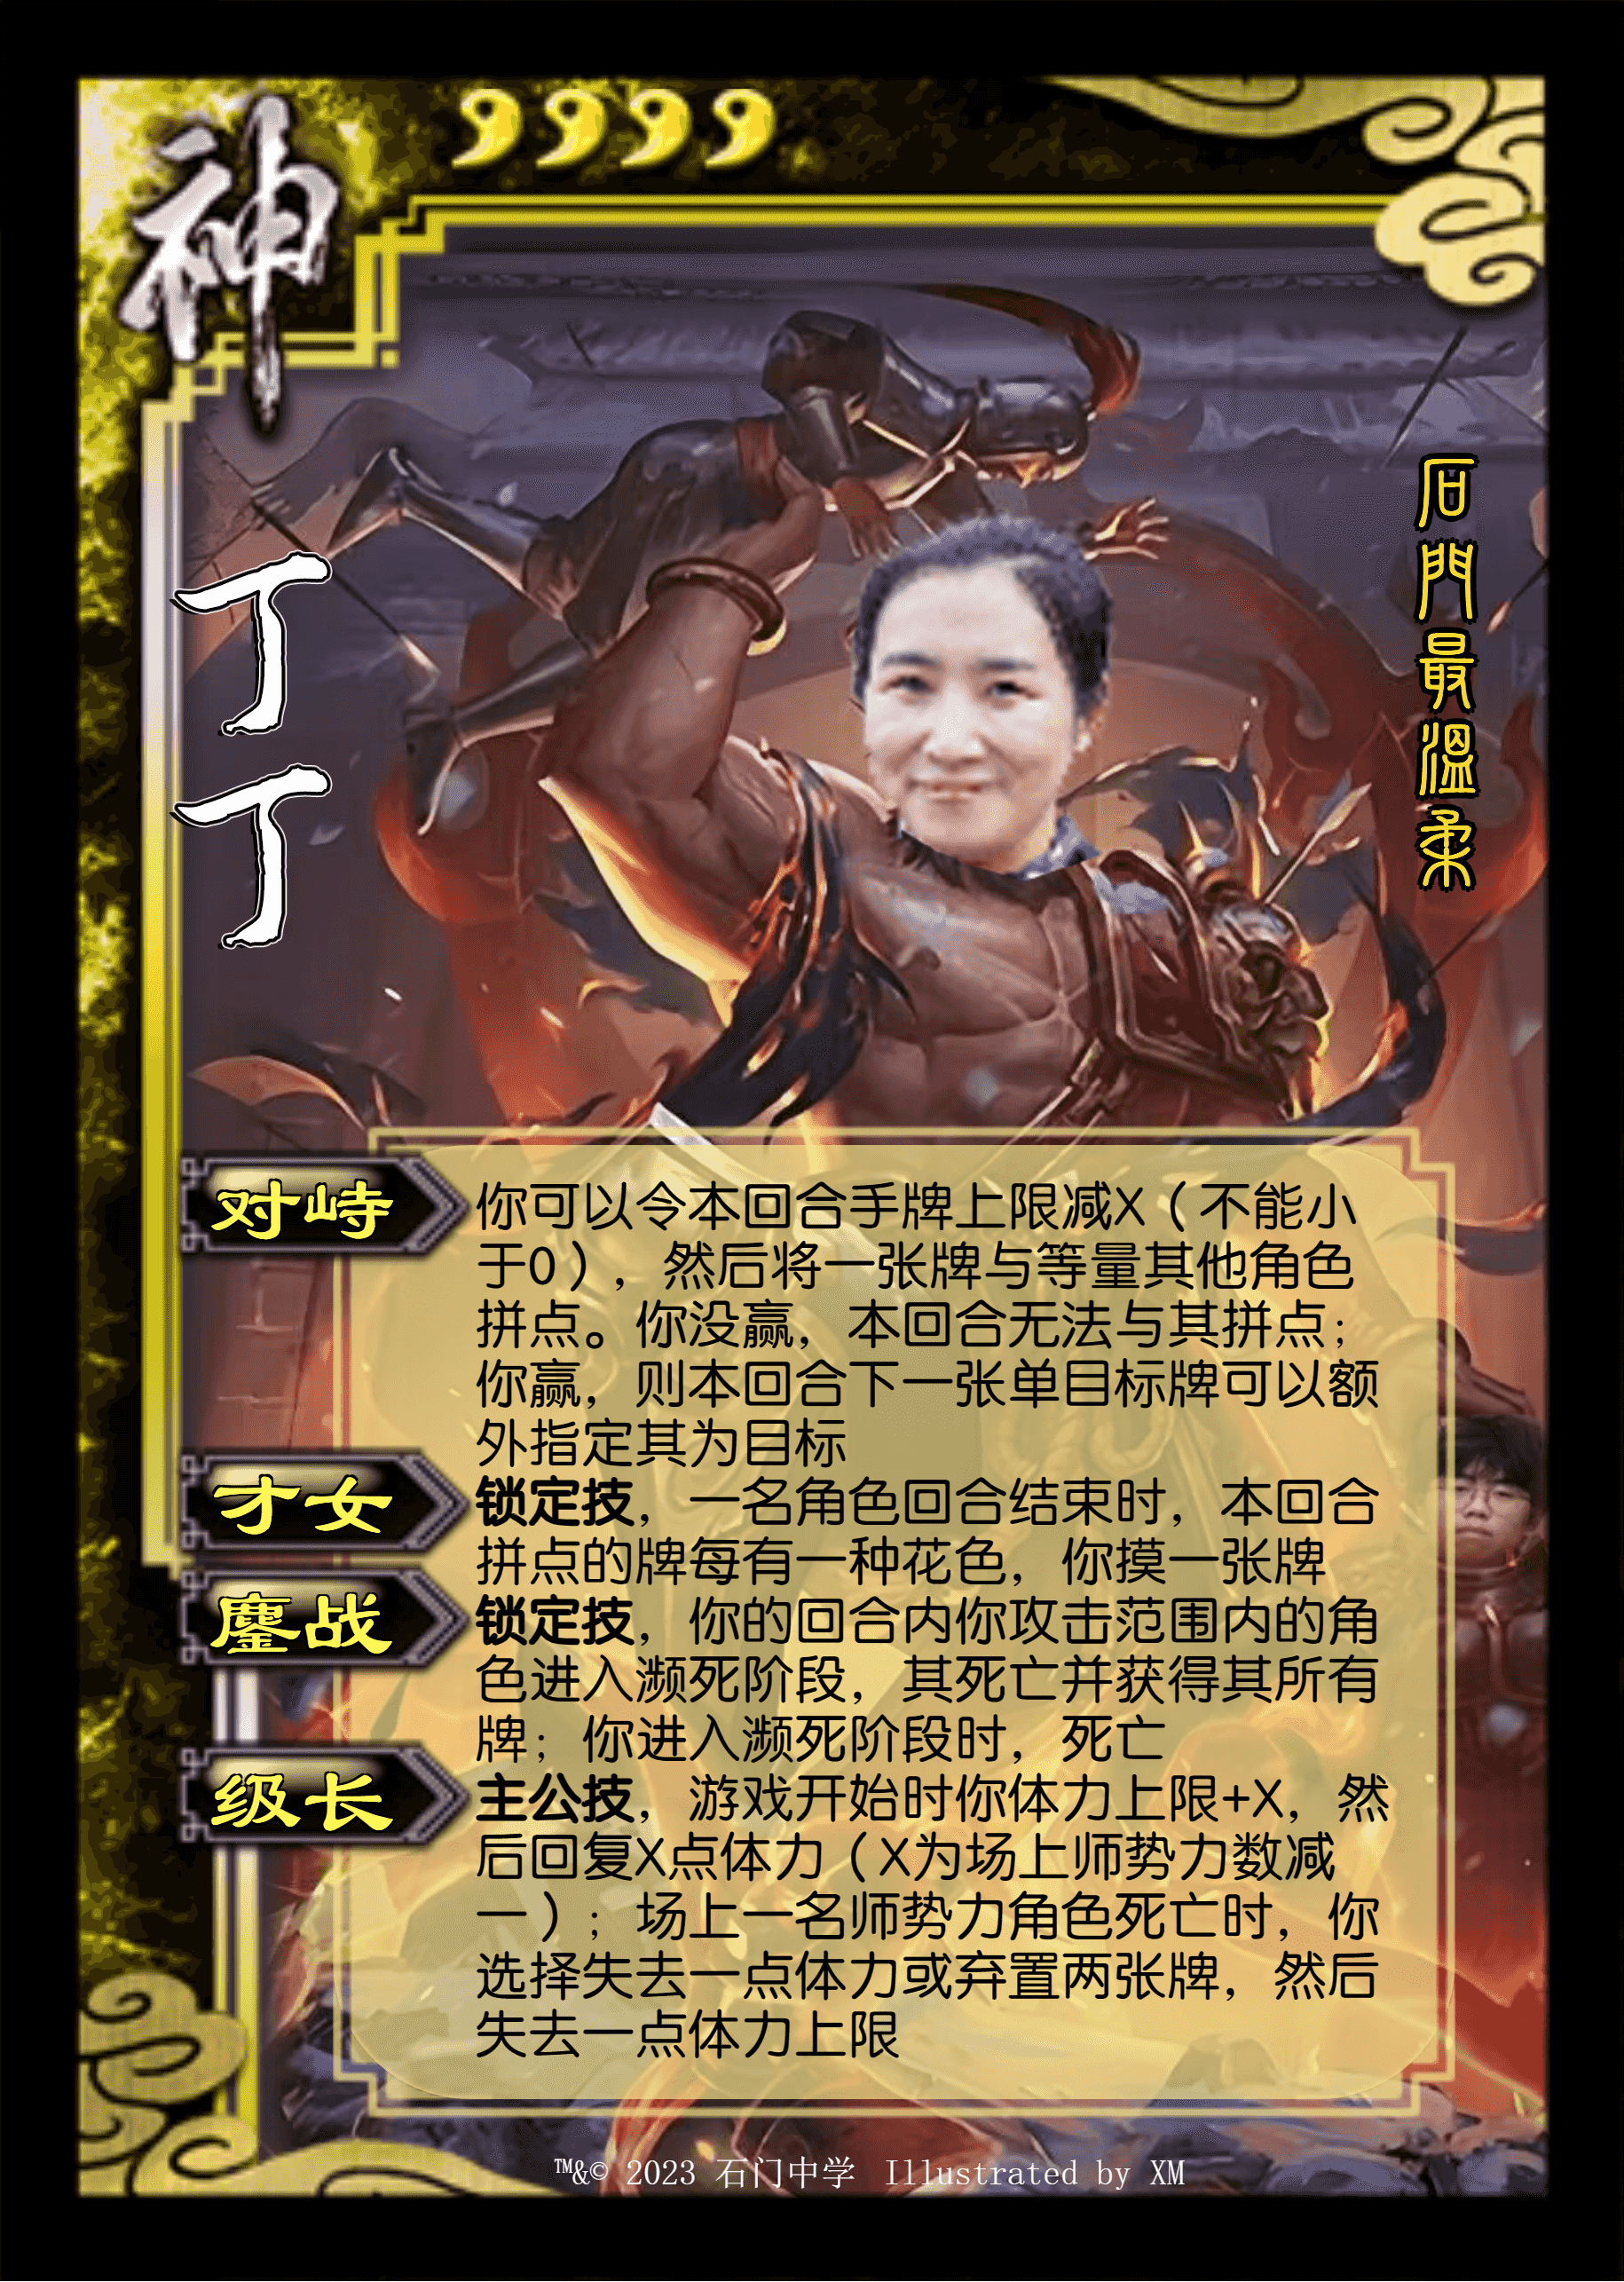 神
丁丁
石門最溫柔
对峙
你可以令本回合手牌上限减X（不能小
于0），然后将一张牌与等量其他角色
拼点。你没赢，本回合无法与其拼点；
你赢，则本回合下一张单目标牌可以额
外指定其为目标
才女
锁定技，一名角色回合结束时，本回合
拼点的牌每有一种花色，你摸一张牌
鏖战
锁定技，你的回合内你攻击范围内的角
色进入濒死阶段，其死亡并获得其所有
牌；你进入濒死阶段时，死亡
级长
主公技，游戏开始时你体力上限+X，然
后回复X点体力（X为场上师势力数减
一）；场上一名师势力角色死亡时，你
选择失去一点体力或弃置两张牌，然后
失去一点体力上限
™&© 2023 石门中学 Illustrated by XM